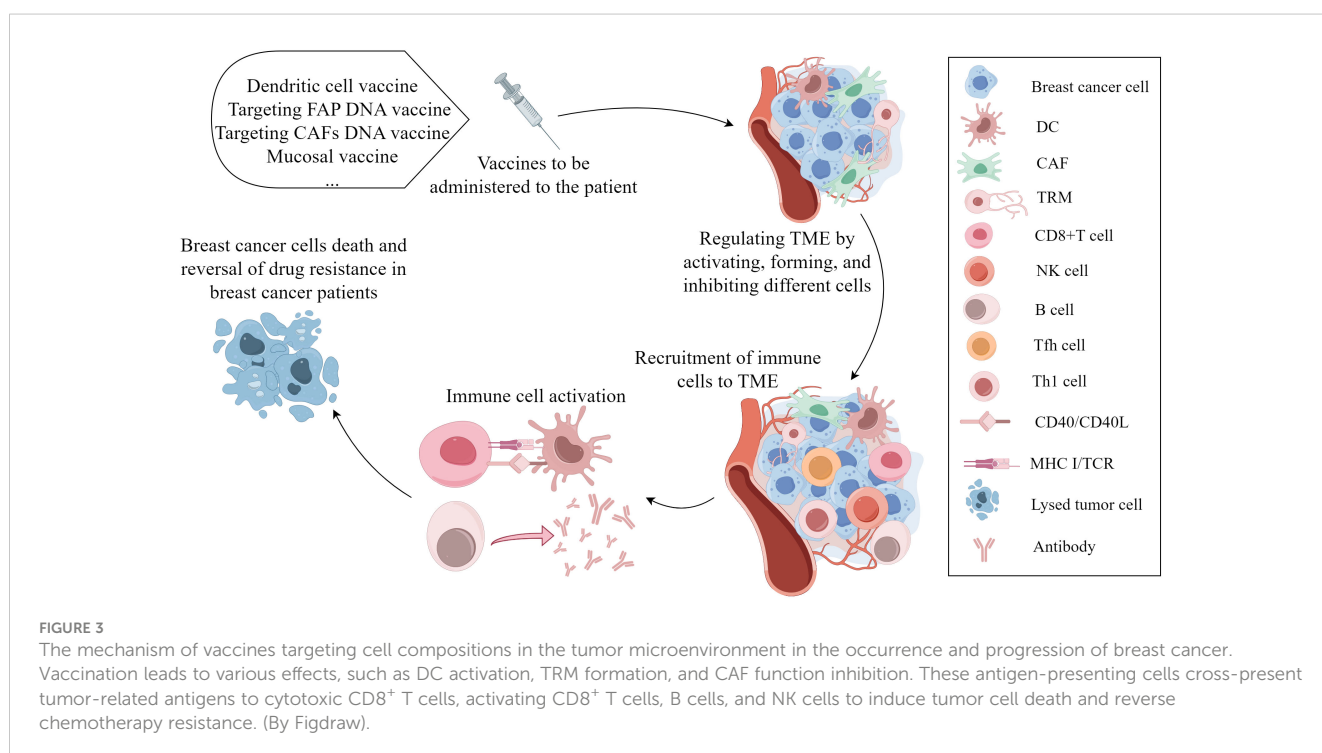 Dendritic cell vaccine
Targeting FAP DNA vaccine
Targeting CAFs DNA vaccine
Mucosal vaccine
...
Vaccines to be
administered to the patient
Regulating TME by
activating, forming, and
inhibiting different cells
Recruitment of immune
cells to TME
Immune cell activation
Breast cancer cells death and
reversal of drug resistance in
breast cancer patients
Breast cancer cell
DC
CAF
TRM
CD8+T cell
NK cell
B cell
Tfh cell
Th1 cell
CD40/CD40L
MHC I/TCR
Lysed tumor cell
Antibody
FIGURE 3
The mechanism of vaccines targeting cell compositions in the tumor microenvironment in the occurrence and progression of breast cancer.
Vaccination leads to various effects, such as DC activation, TRM formation, and CAF function inhibition. These antigen-presenting cells cross-present
tumor-related antigens to cytotoxic CD8⁺ T cells, activating CD8⁺ T cells, B cells, and NK cells to induce tumor cell death and reverse
chemotherapy resistance. (By Figdraw).